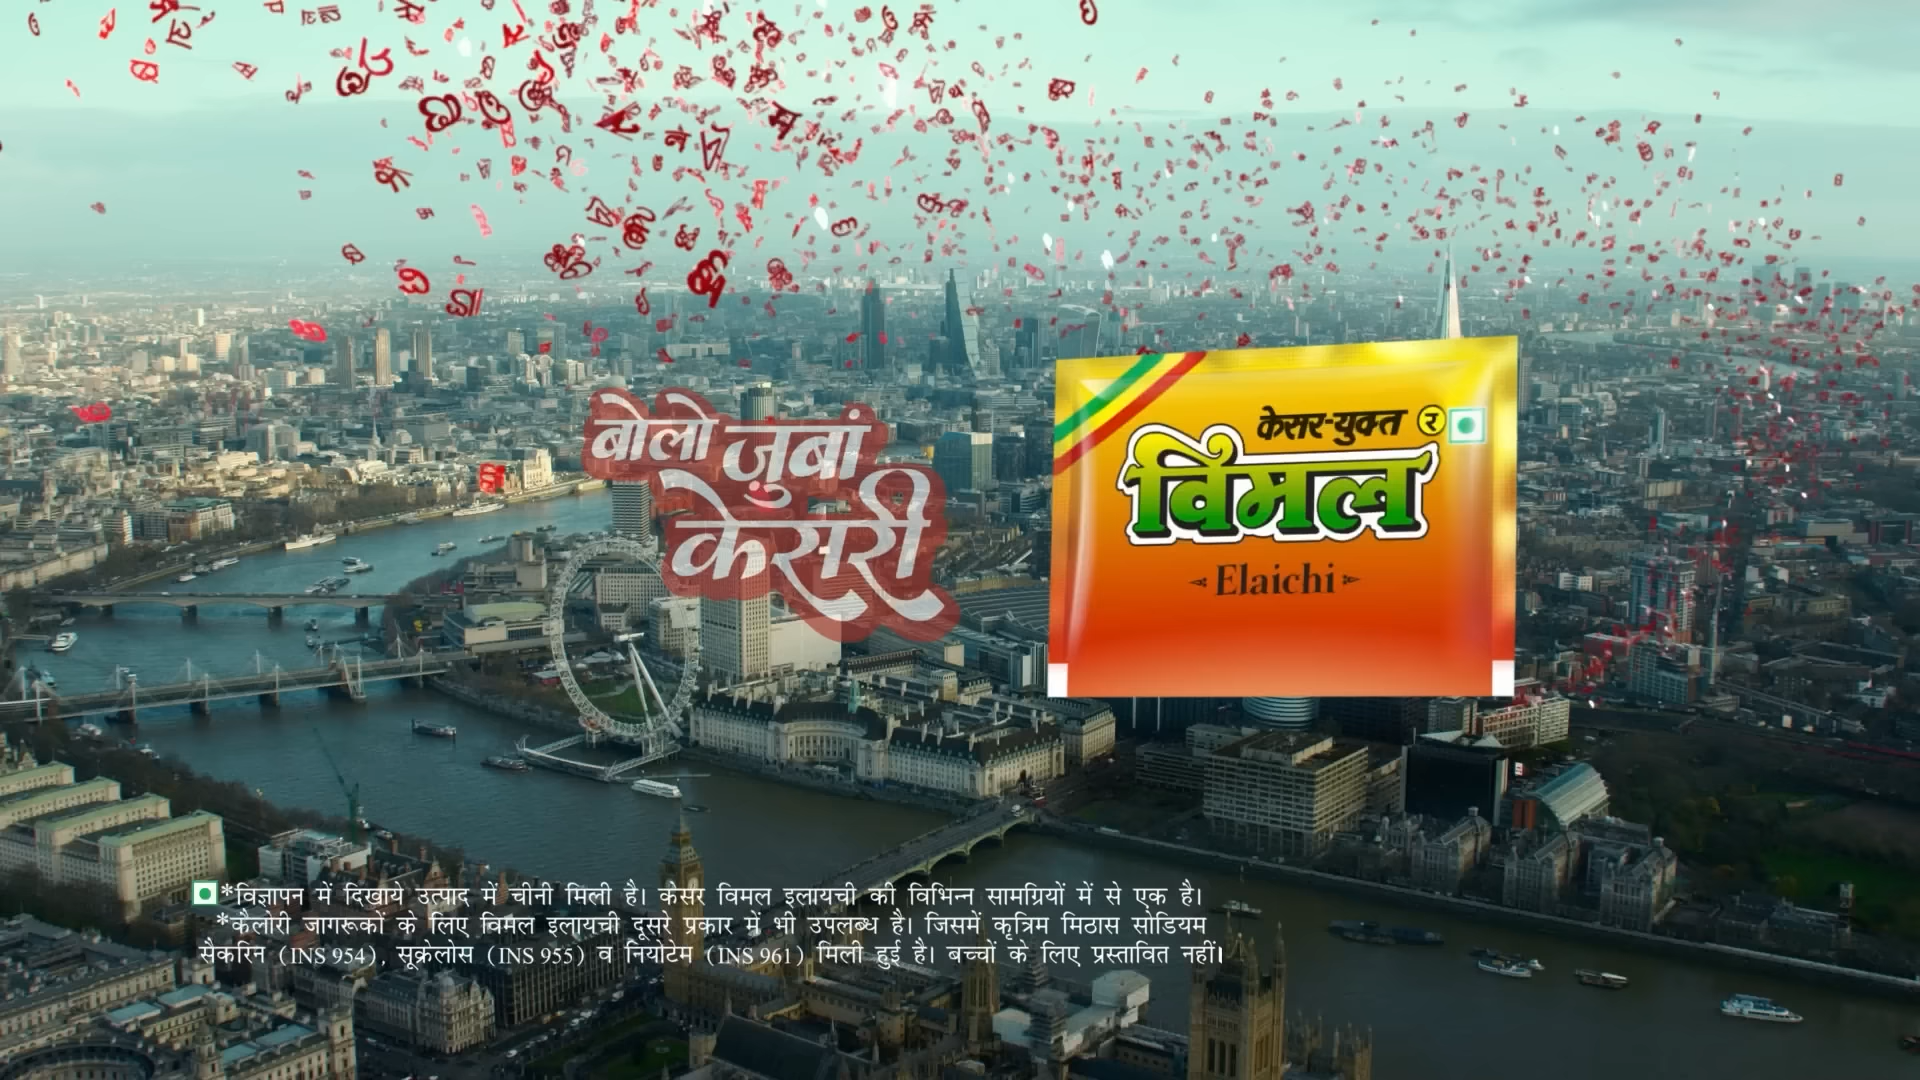 बोलो ज़ुबां
केसरी
केसर-युक्त
विमल
Elaichi
*विज्ञापन में दिखाये उत्पाद में चीनी मिली है। केसर विमल इलायची की विभिन्न सामग्रियों में से एक है।
*कैलोरी जागरूकों के लिए विमल इलायची दूसरे प्रकार में भी उपलब्ध है। जिसमें कृत्रिम मिठास सोडियम
सैकरिन (INS 954), सूक्रेलोस (INS 955) व नियोटेम (INS 961) मिली हुई है। बच्चों के लिए प्रस्तावित नहीं।